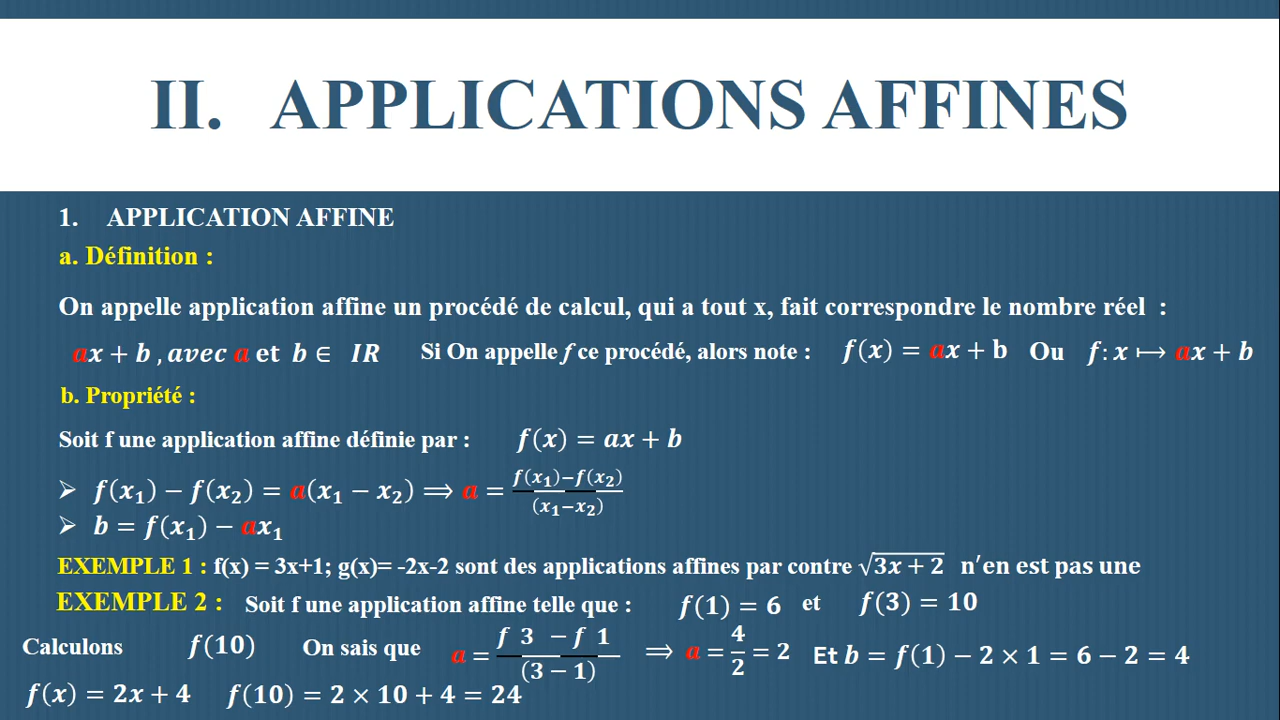 II. APPLICATIONS AFFINES
1. APPLICATION AFFINE
a. Définition :
On appelle application affine un procédé de calcul, qui a tout x, fait correspondre le nombre réel :
ax + b , avec a et b ∈ IR Si On appelle f ce procédé, alors note : f(x) = ax + b Ou f: x ⟼ ax + b
b. Propriété :
Soit f une application affine définie par : f(x) = ax + b
➢ f(x₁) − f(x₂) = a(x₁ − x₂) ⟹ a = f(x₁)−f(x₂) / (x₁−x₂)
➢ b = f(x₁) − ax₁
EXEMPLE 1 : f(x) = 3x+1; g(x)= -2x-2 sont des applications affines par contre √3x + 2 n'en est pas une
EXEMPLE 2 : Soit f une application affine telle que : f(1) = 6 et f(3) = 10
Calculons f(10) On sais que a = f 3 − f 1 / (3 − 1) ⟹ a = 4/2 = 2 Et b = f(1) − 2 × 1 = 6 − 2 = 4
f(x) = 2x + 4 f(10) = 2 × 10 + 4 = 24